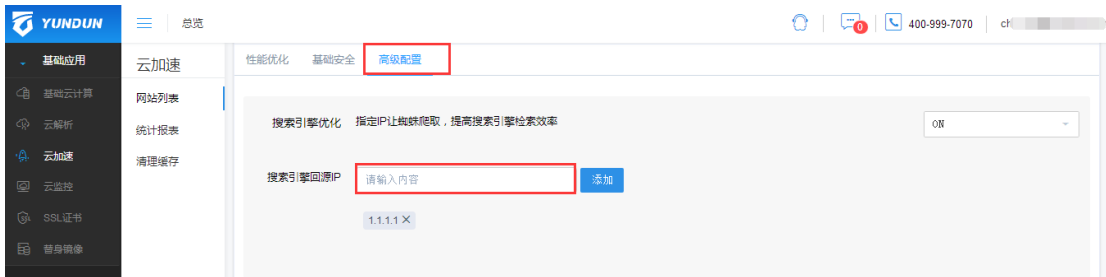 YUNDUN
总览
0
400-999-7070
ch
基础应用
基础云计算
云解析
云加速
云监控
SSL证书
替身镜像
云加速
网站列表
统计报表
清理缓存
性能优化 基础安全 高级配置
搜索引擎优化 指定IP让蜘蛛爬取，提高搜索引擎检索效率 ON
搜索引擎回源IP 请输入内容 添加
1.1.1.1 ×